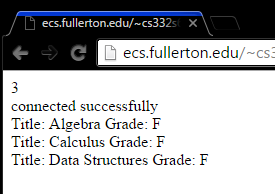 ecs.fullerton.edu/~cs332s
ecs.fullerton.edu/~cs3
3
connected successfully
Title: Algebra Grade: F
Title: Calculus Grade: F
Title: Data Structures Grade: F